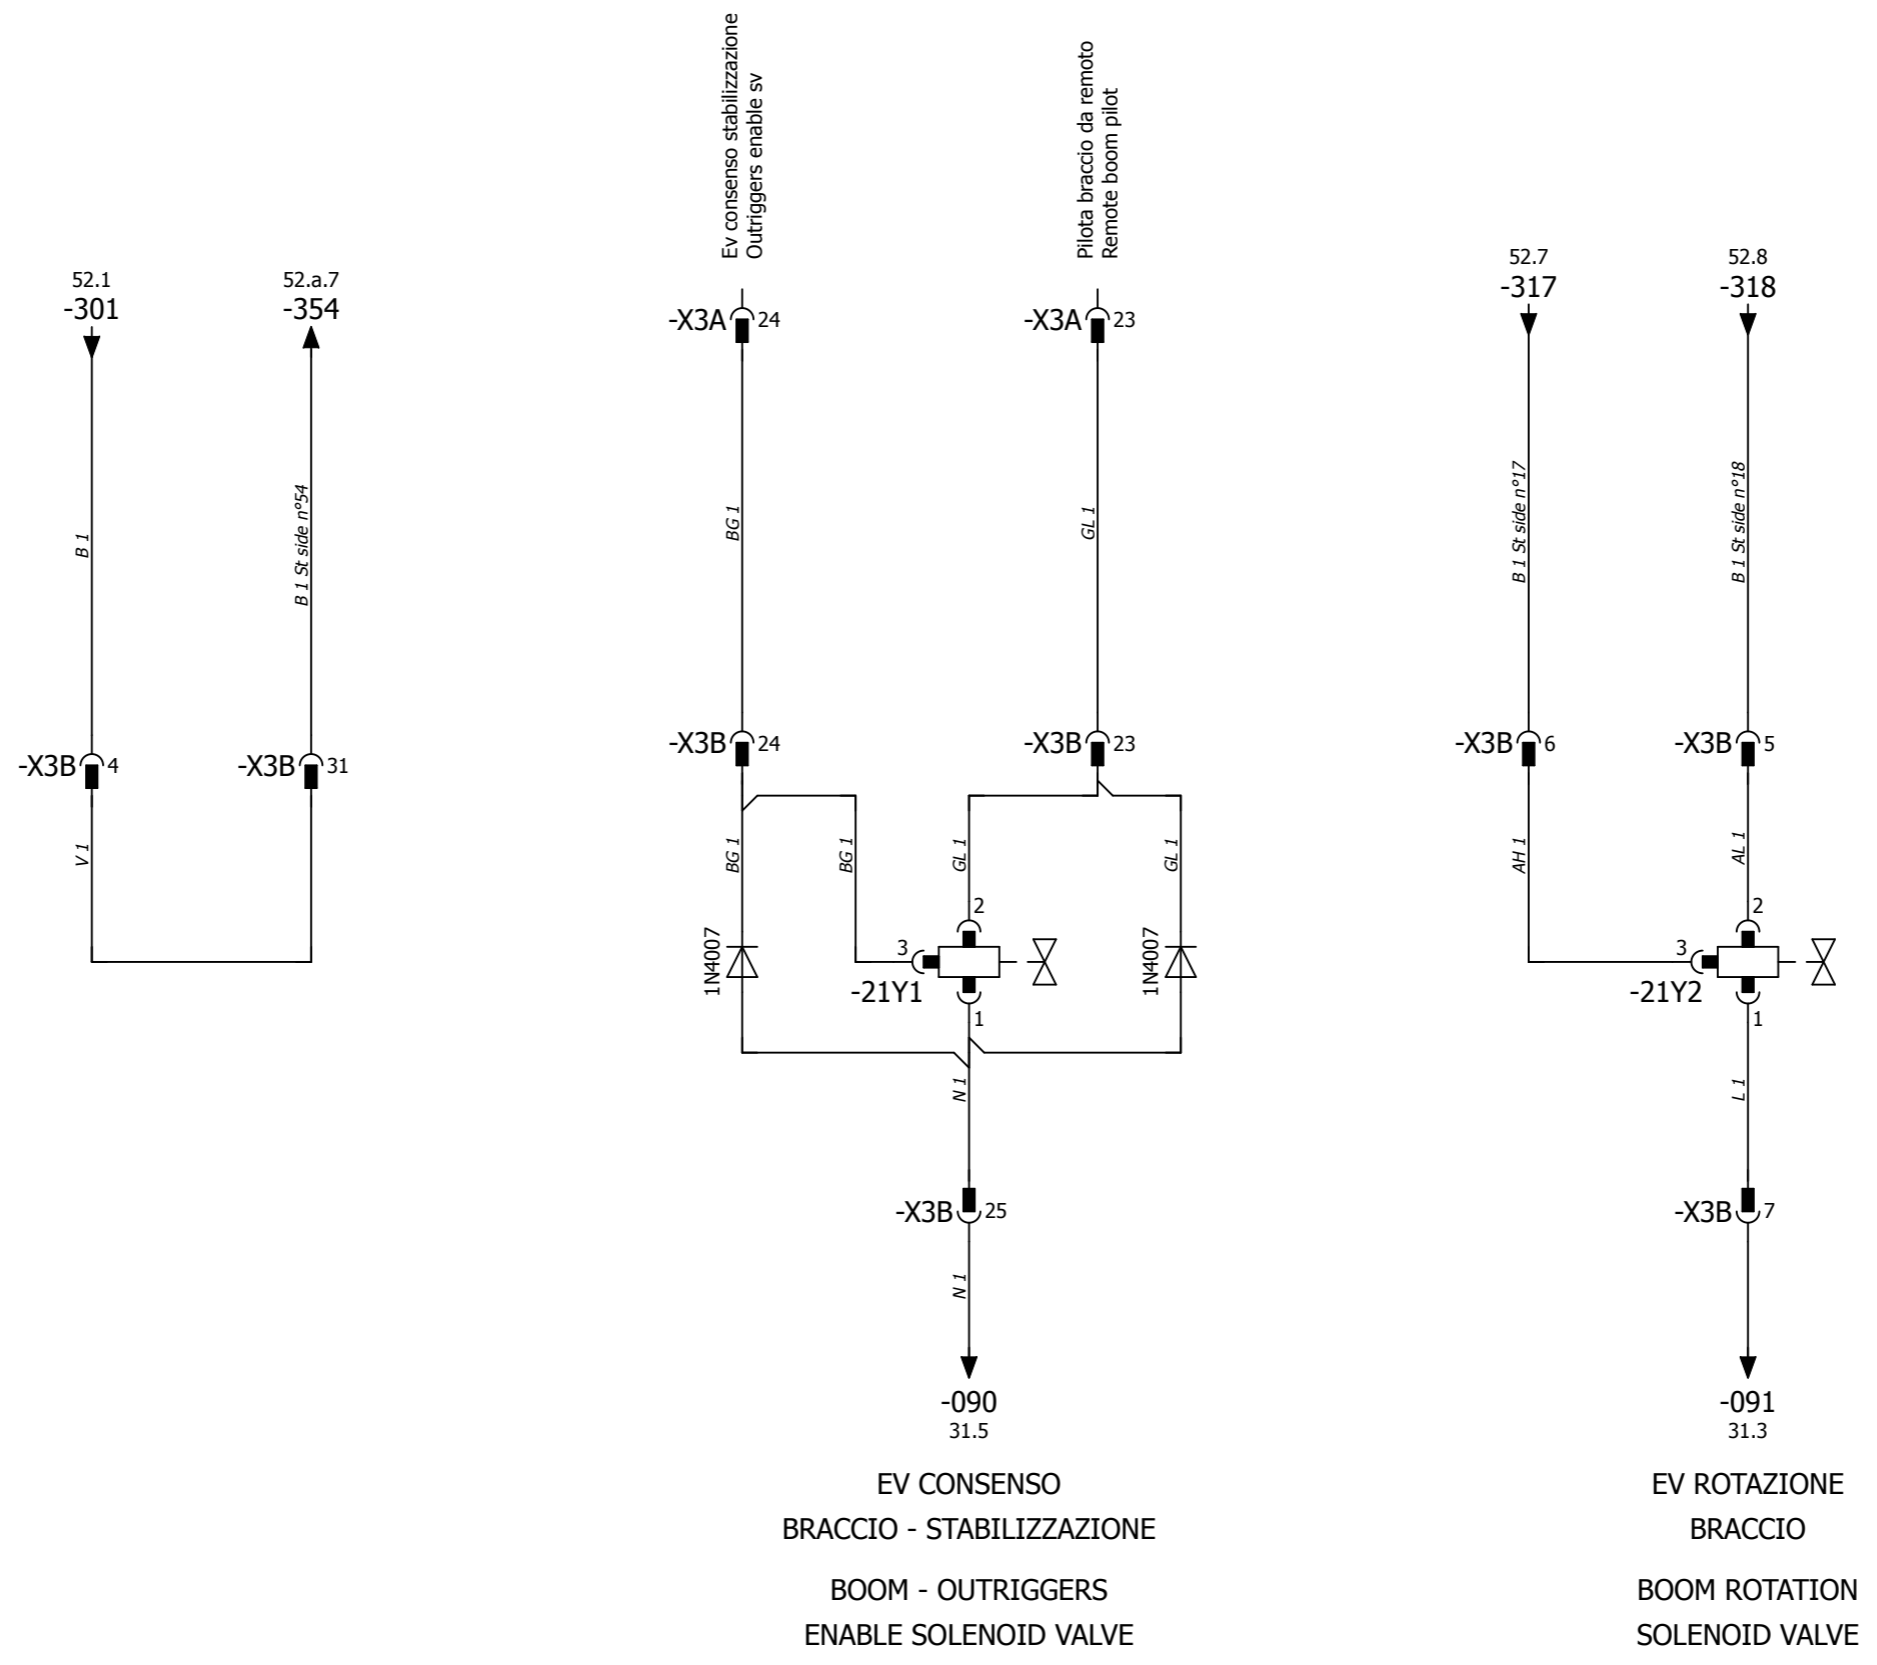 Ev consenso stabilizzazione
Outriggers enable sv
Pilota braccio da remoto
Remote boom pilot
52.1
-301
52.a.7
-354
52.7
-317
52.8
-318
-X3A 24
-X3A 23
B 1
B 1 St side n°54
BG 1
GL 1
B 1 St side n°17
B 1 St side n°18
-X3B 4
-X3B 31
-X3B 24
-X3B 23
-X3B 6
-X3B 5
V 1
BG 1
BG 1
GL 1
GL 1
AH 1
AL 1
1N4007
3
2
-21Y1
1
1N4007
3
2
-21Y2
1
N 1
L 1
-X3B 25
-X3B 7
N 1
-090
31.5
-091
31.3
EV CONSENSO
BRACCIO - STABILIZZAZIONE
BOOM - OUTRIGGERS
ENABLE SOLENOID VALVE
EV ROTAZIONE
BRACCIO
BOOM ROTATION
SOLENOID VALVE